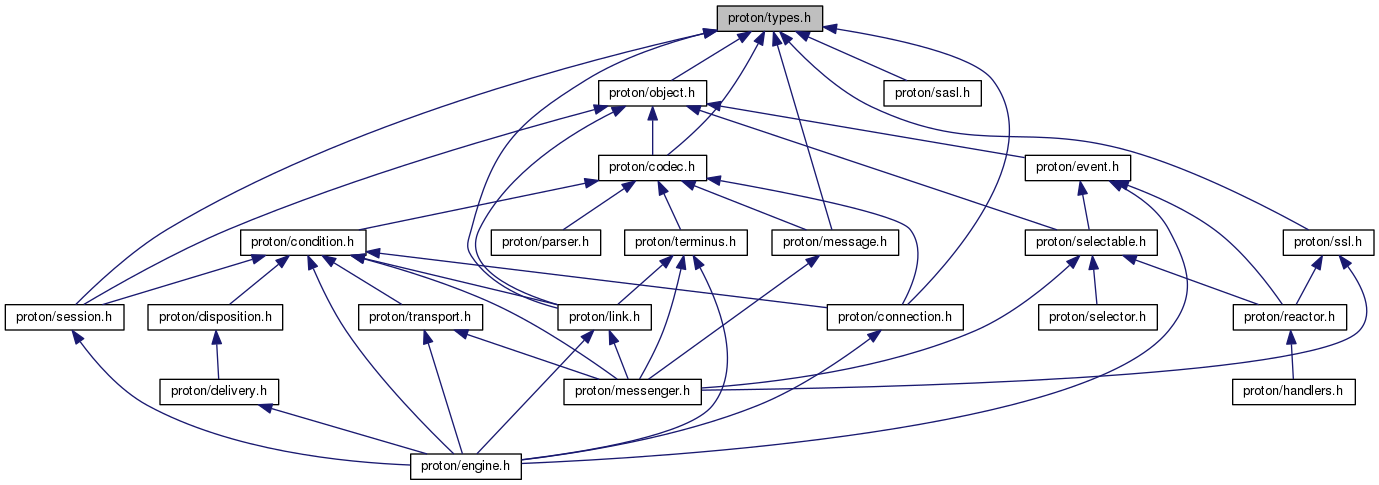 proton/types.h
proton/object.h
proton/sasl.h
proton/codec.h
proton/event.h
proton/condition.h
proton/parser.h
proton/terminus.h
proton/message.h
proton/selectable.h
proton/ssl.h
proton/session.h
proton/disposition.h
proton/transport.h
proton/link.h
proton/connection.h
proton/selector.h
proton/reactor.h
proton/delivery.h
proton/messenger.h
proton/handlers.h
proton/engine.h